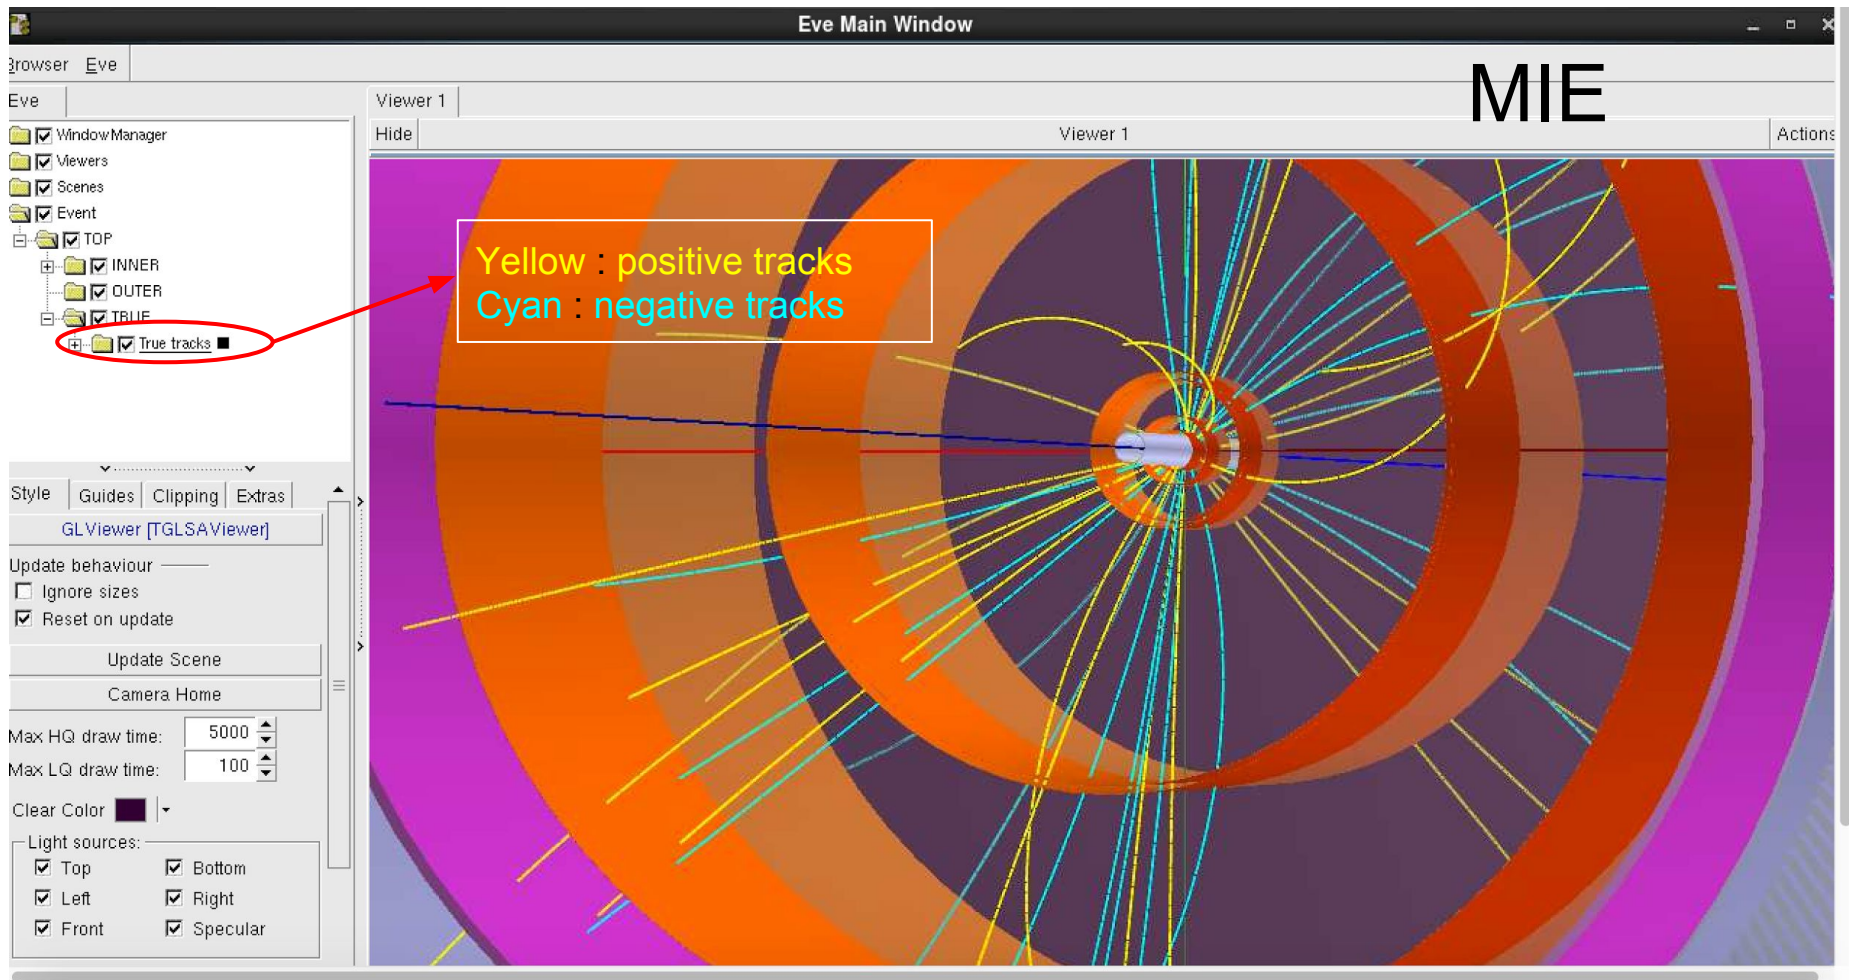 Eve Main Window
Browser Eve
MIE
Eve
Viewer 1
Hide
Viewer 1
Actions
WindowManager
Viewers
Scenes
Event
TOP
INNER
OUTER
TRUE
True tracks
Yellow : positive tracks
Cyan : negative tracks
Style Guides Clipping Extras
GLViewer [TGLSAViewer]
Update behaviour
Ignore sizes
Reset on update
Update Scene
Camera Home
Max HQ draw time: 5000
Max LQ draw time: 100
Clear Color
Light sources:
Top Bottom
Left Right
Front Specular